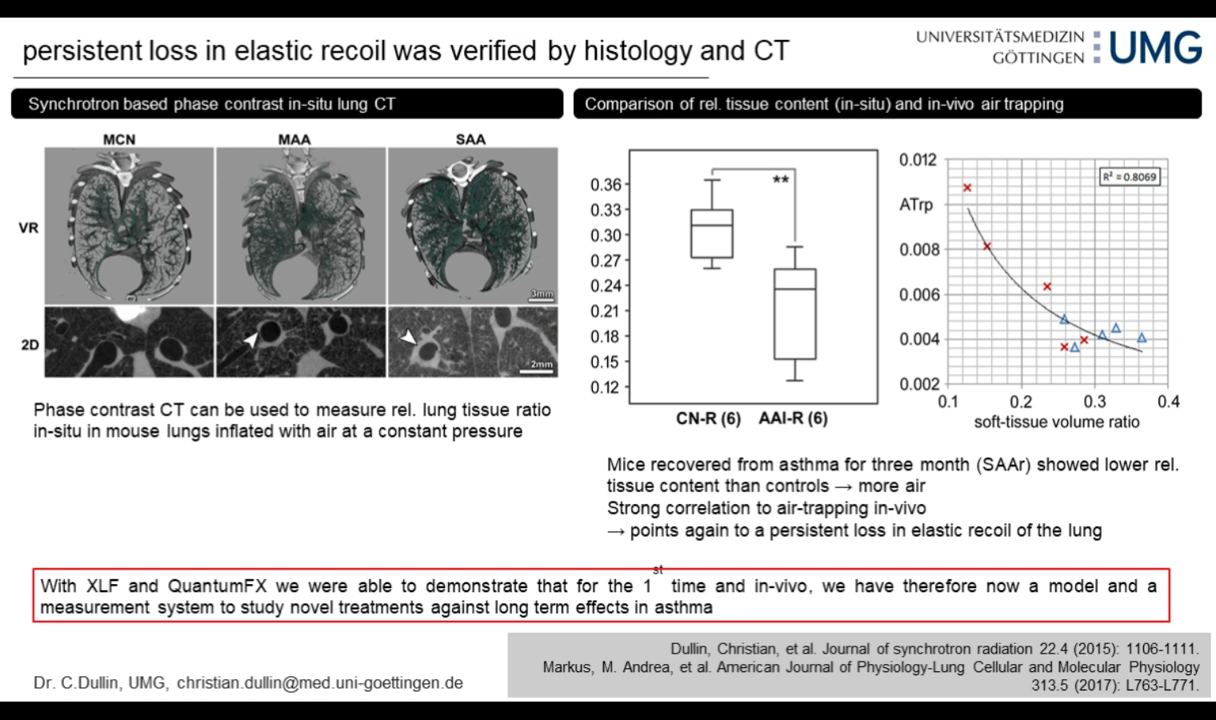 persistent loss in elastic recoil was verified by histology and CT
UNIVERSITÄTSMEDIZIN
GÖTTINGEN
UMG
Synchrotron based phase contrast in-situ lung CT
MCN
MAA
SAA
VR
3mm
2D
2mm
Phase contrast CT can be used to measure rel. lung tissue ratio
in-situ in mouse lungs inflated with air at a constant pressure
Comparison of rel. tissue content (in-situ) and in-vivo air trapping
0.36
0.33
0.30
0.27
0.24
0.21
0.18
0.15
0.12
**
CN-R (6)
AAI-R (6)
0.012
ATrp
0.008
0.006
0.004
0.002
R² = 0.8069
0.1
0.2
0.3
0.4
soft-tissue volume ratio
Mice recovered from asthma for three month (SAAr) showed lower rel.
tissue content than controls → more air
Strong correlation to air-trapping in-vivo
→ points again to a persistent loss in elastic recoil of the lung
With XLF and QuantumFX we were able to demonstrate that for the 1st time and in-vivo, we have therefore now a model and a
measurement system to study novel treatments against long term effects in asthma
Dullin, Christian, et al. Journal of synchrotron radiation 22.4 (2015): 1106-1111.
Markus, M. Andrea, et al. American Journal of Physiology-Lung Cellular and Molecular Physiology
313.5 (2017): L763-L771.
Dr. C.Dullin, UMG, christian.dullin@med.uni-goettingen.de